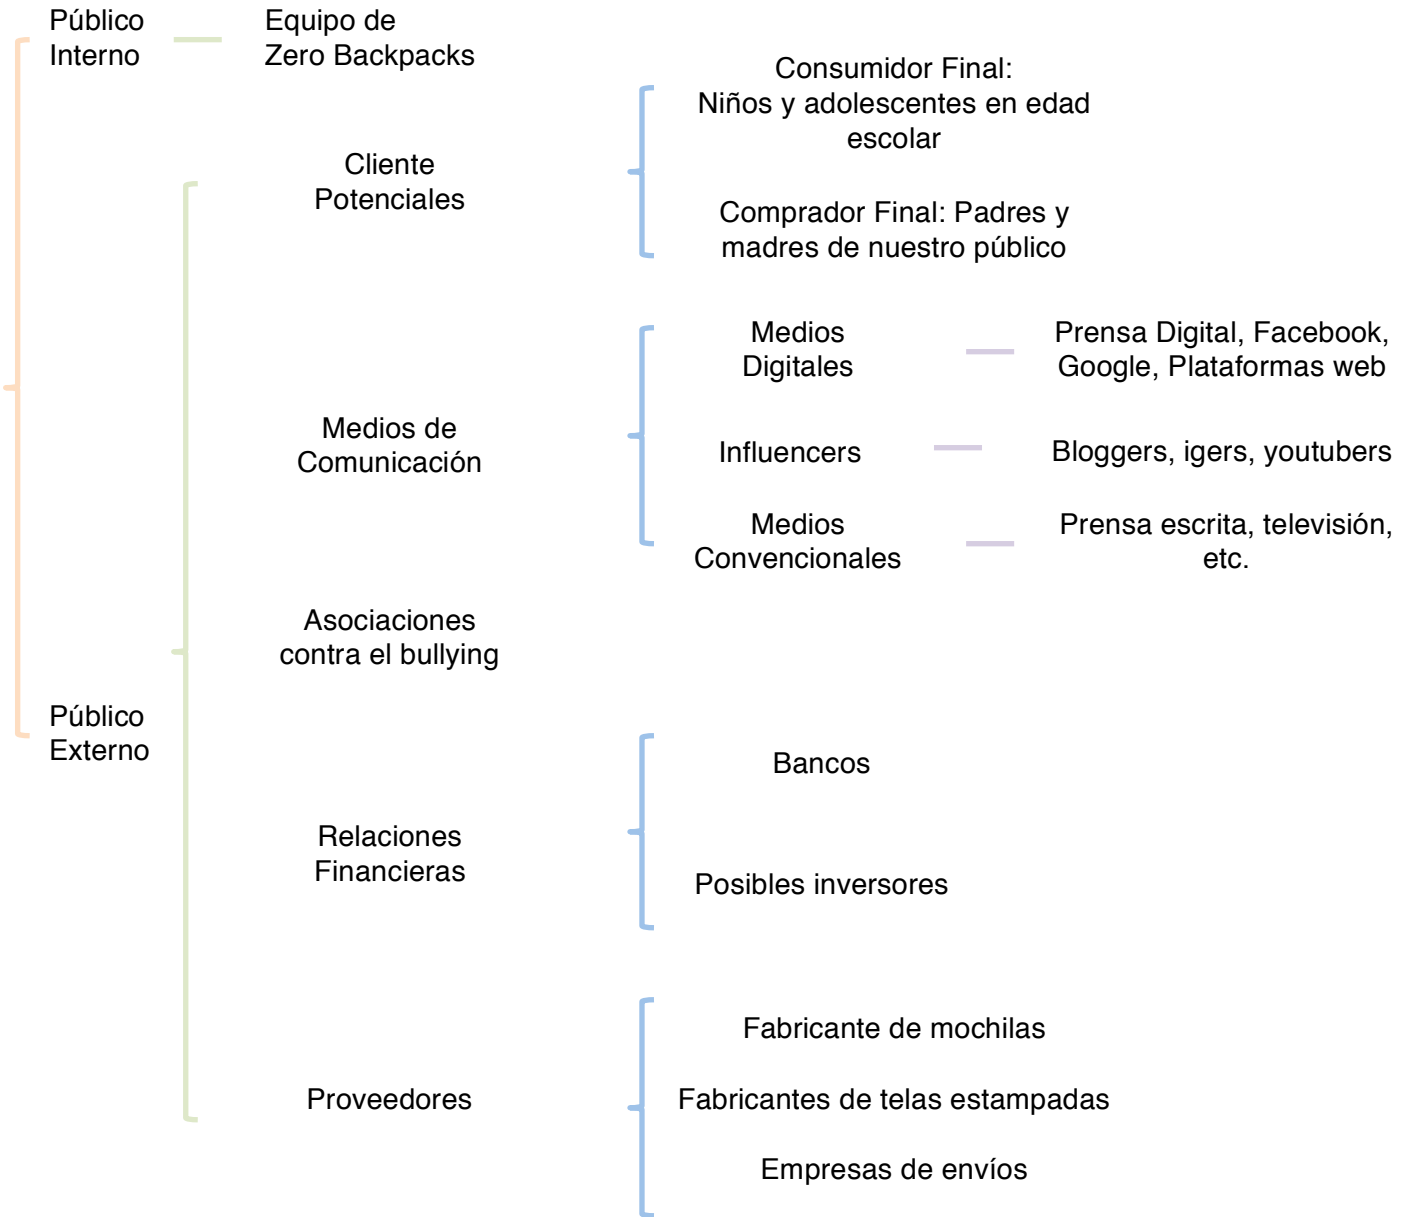 Público
Interno
Equipo de
Zero Backpacks
Público
Externo
Cliente
Potenciales
Consumidor Final:
Niños y adolescentes en edad
escolar
Comprador Final: Padres y
madres de nuestro público
Medios de
Comunicación
Medios
Digitales
Prensa Digital, Facebook,
Google, Plataformas web
Influencers
Bloggers, igers, youtubers
Medios
Convencionales
Prensa escrita, televisión,
etc.
Asociaciones
contra el bullying
Relaciones
Financieras
Bancos
Posibles inversores
Proveedores
Fabricante de mochilas
Fabricantes de telas estampadas
Empresas de envíos